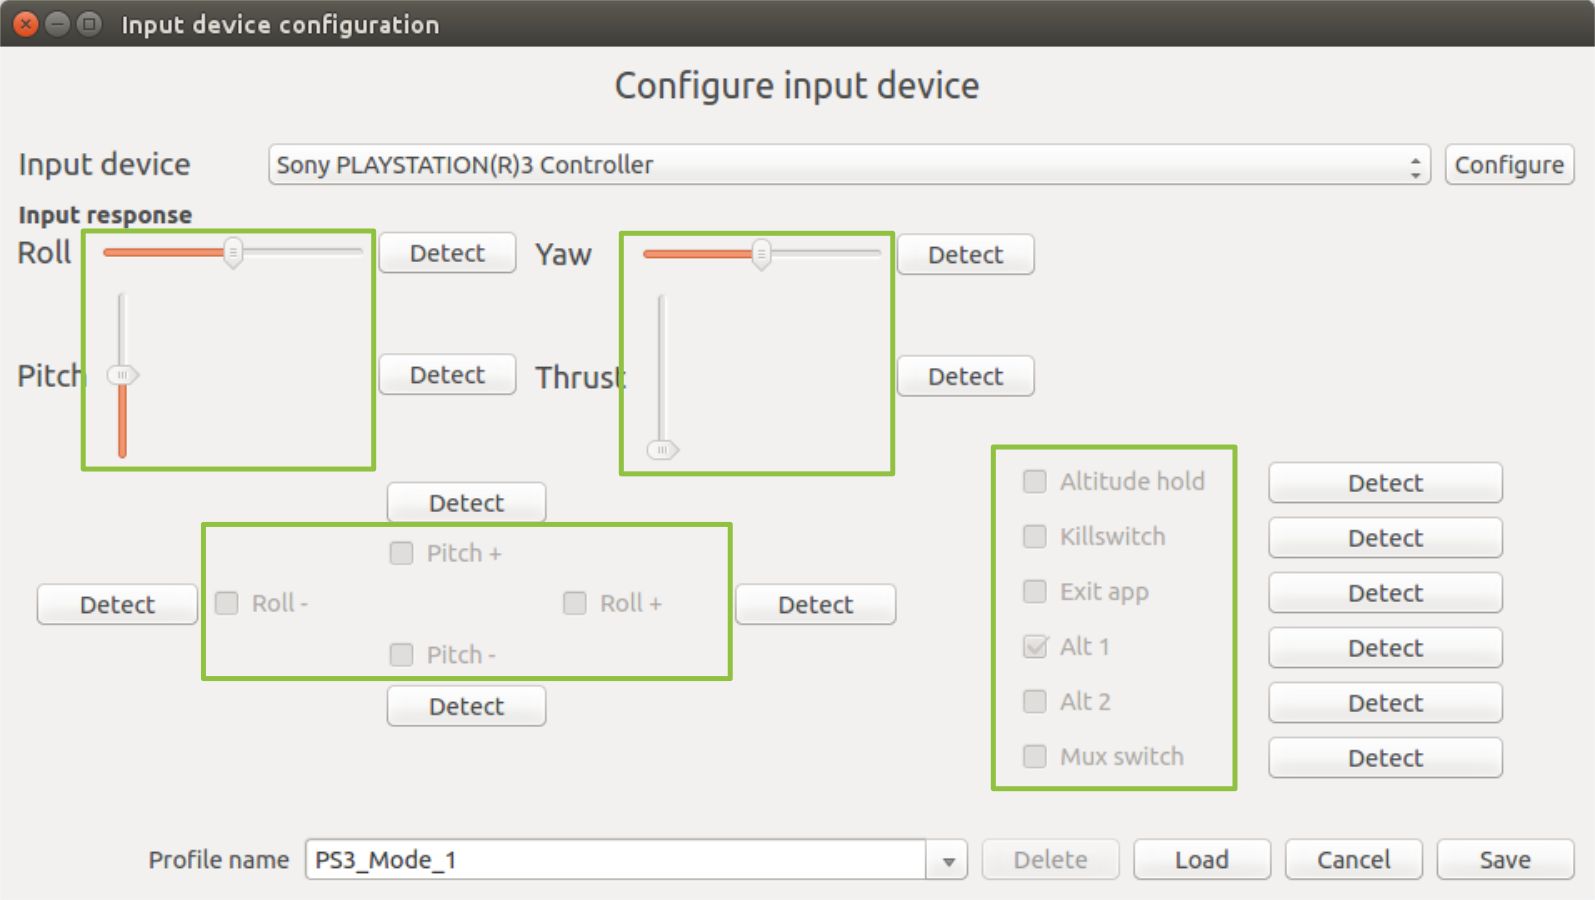 Input device configuration
Configure input device
Input device Sony PLAYSTATION(R)3 Controller Configure
Input response
Roll Detect Yaw Detect
Pitch Detect Thrust Detect
Altitude hold Detect
Detect
Killswitch Detect
Pitch +
Exit app Detect
Detect Roll - Roll + Detect
Alt 1 Detect
Pitch -
Alt 2 Detect
Detect
Mux switch Detect
Profile name PS3_Mode_1 Delete Load Cancel Save